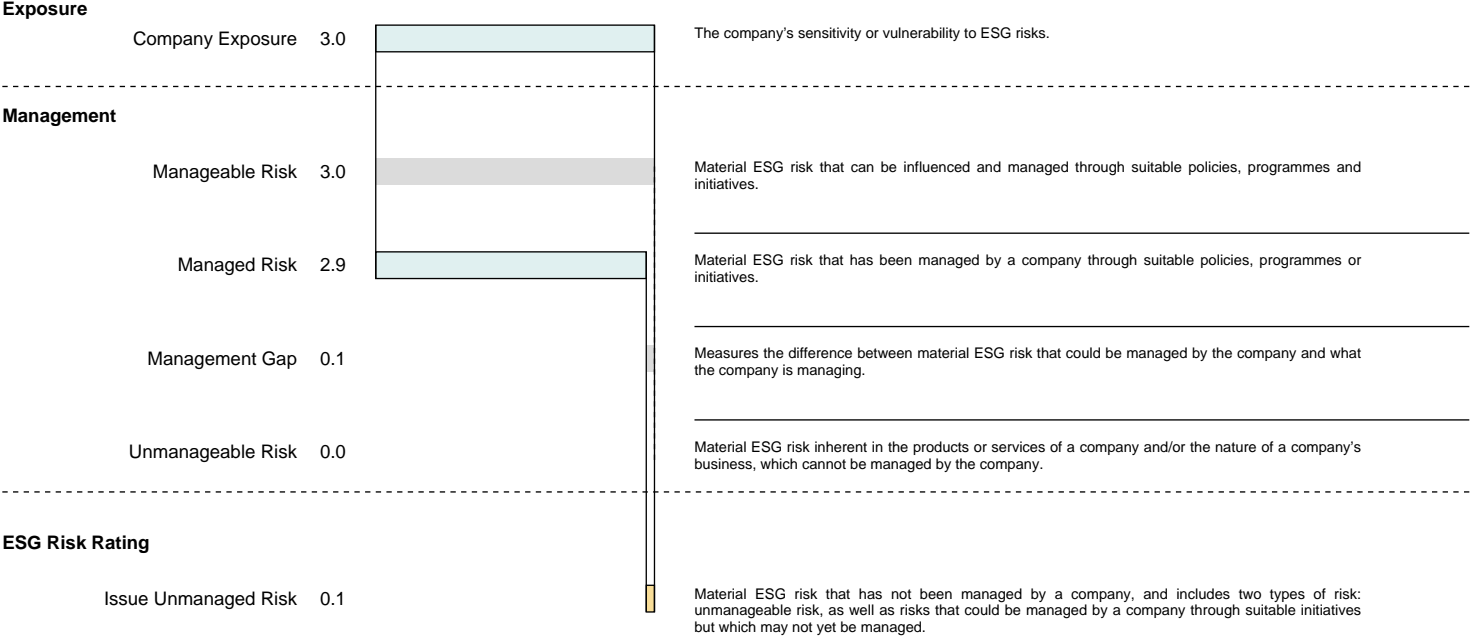 Exposure
Company Exposure 3.0
The company’s sensitivity or vulnerability to ESG risks.
Management
Manageable Risk 3.0
Material ESG risk that can be influenced and managed through suitable policies, programmes and
initiatives.
Managed Risk 2.9
Material ESG risk that has been managed by a company through suitable policies, programmes or
initiatives.
Management Gap 0.1
Measures the difference between material ESG risk that could be managed by the company and what
the company is managing.
Unmanageable Risk 0.0
Material ESG risk inherent in the products or services of a company and/or the nature of a company’s
business, which cannot be managed by the company.
ESG Risk Rating
Issue Unmanaged Risk 0.1
Material ESG risk that has not been managed by a company, and includes two types of risk:
unmanageable risk, as well as risks that could be managed by a company through suitable initiatives
but which may not yet be managed.